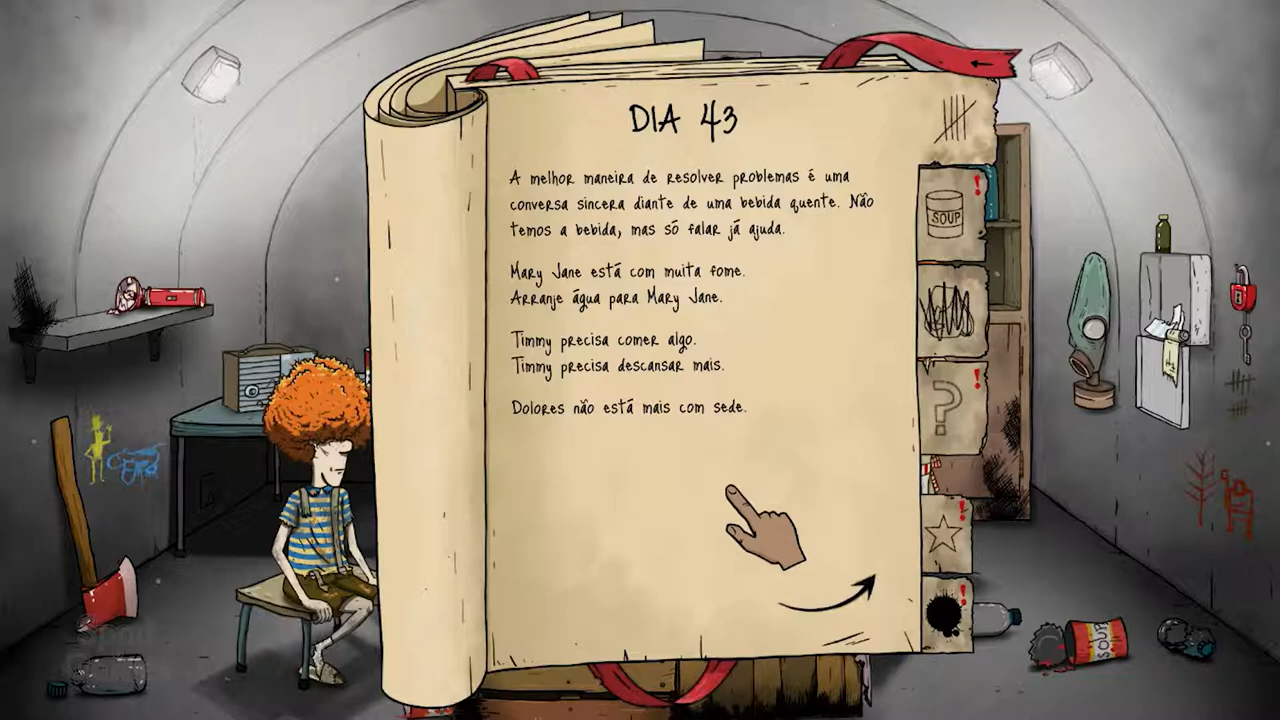 DIA 43
A melhor maneira de resolver problemas é uma
conversa sincera diante de uma bebida quente. Não
temos a bebida, mas só falar já ajuda.
Mary Jane está com muita fome.
Arranje água para Mary Jane.
Timmy precisa comer algo.
Timmy precisa descansar mais.
Dolores não está mais com sede.
!
SOUP
!
?
!
!
SOUP